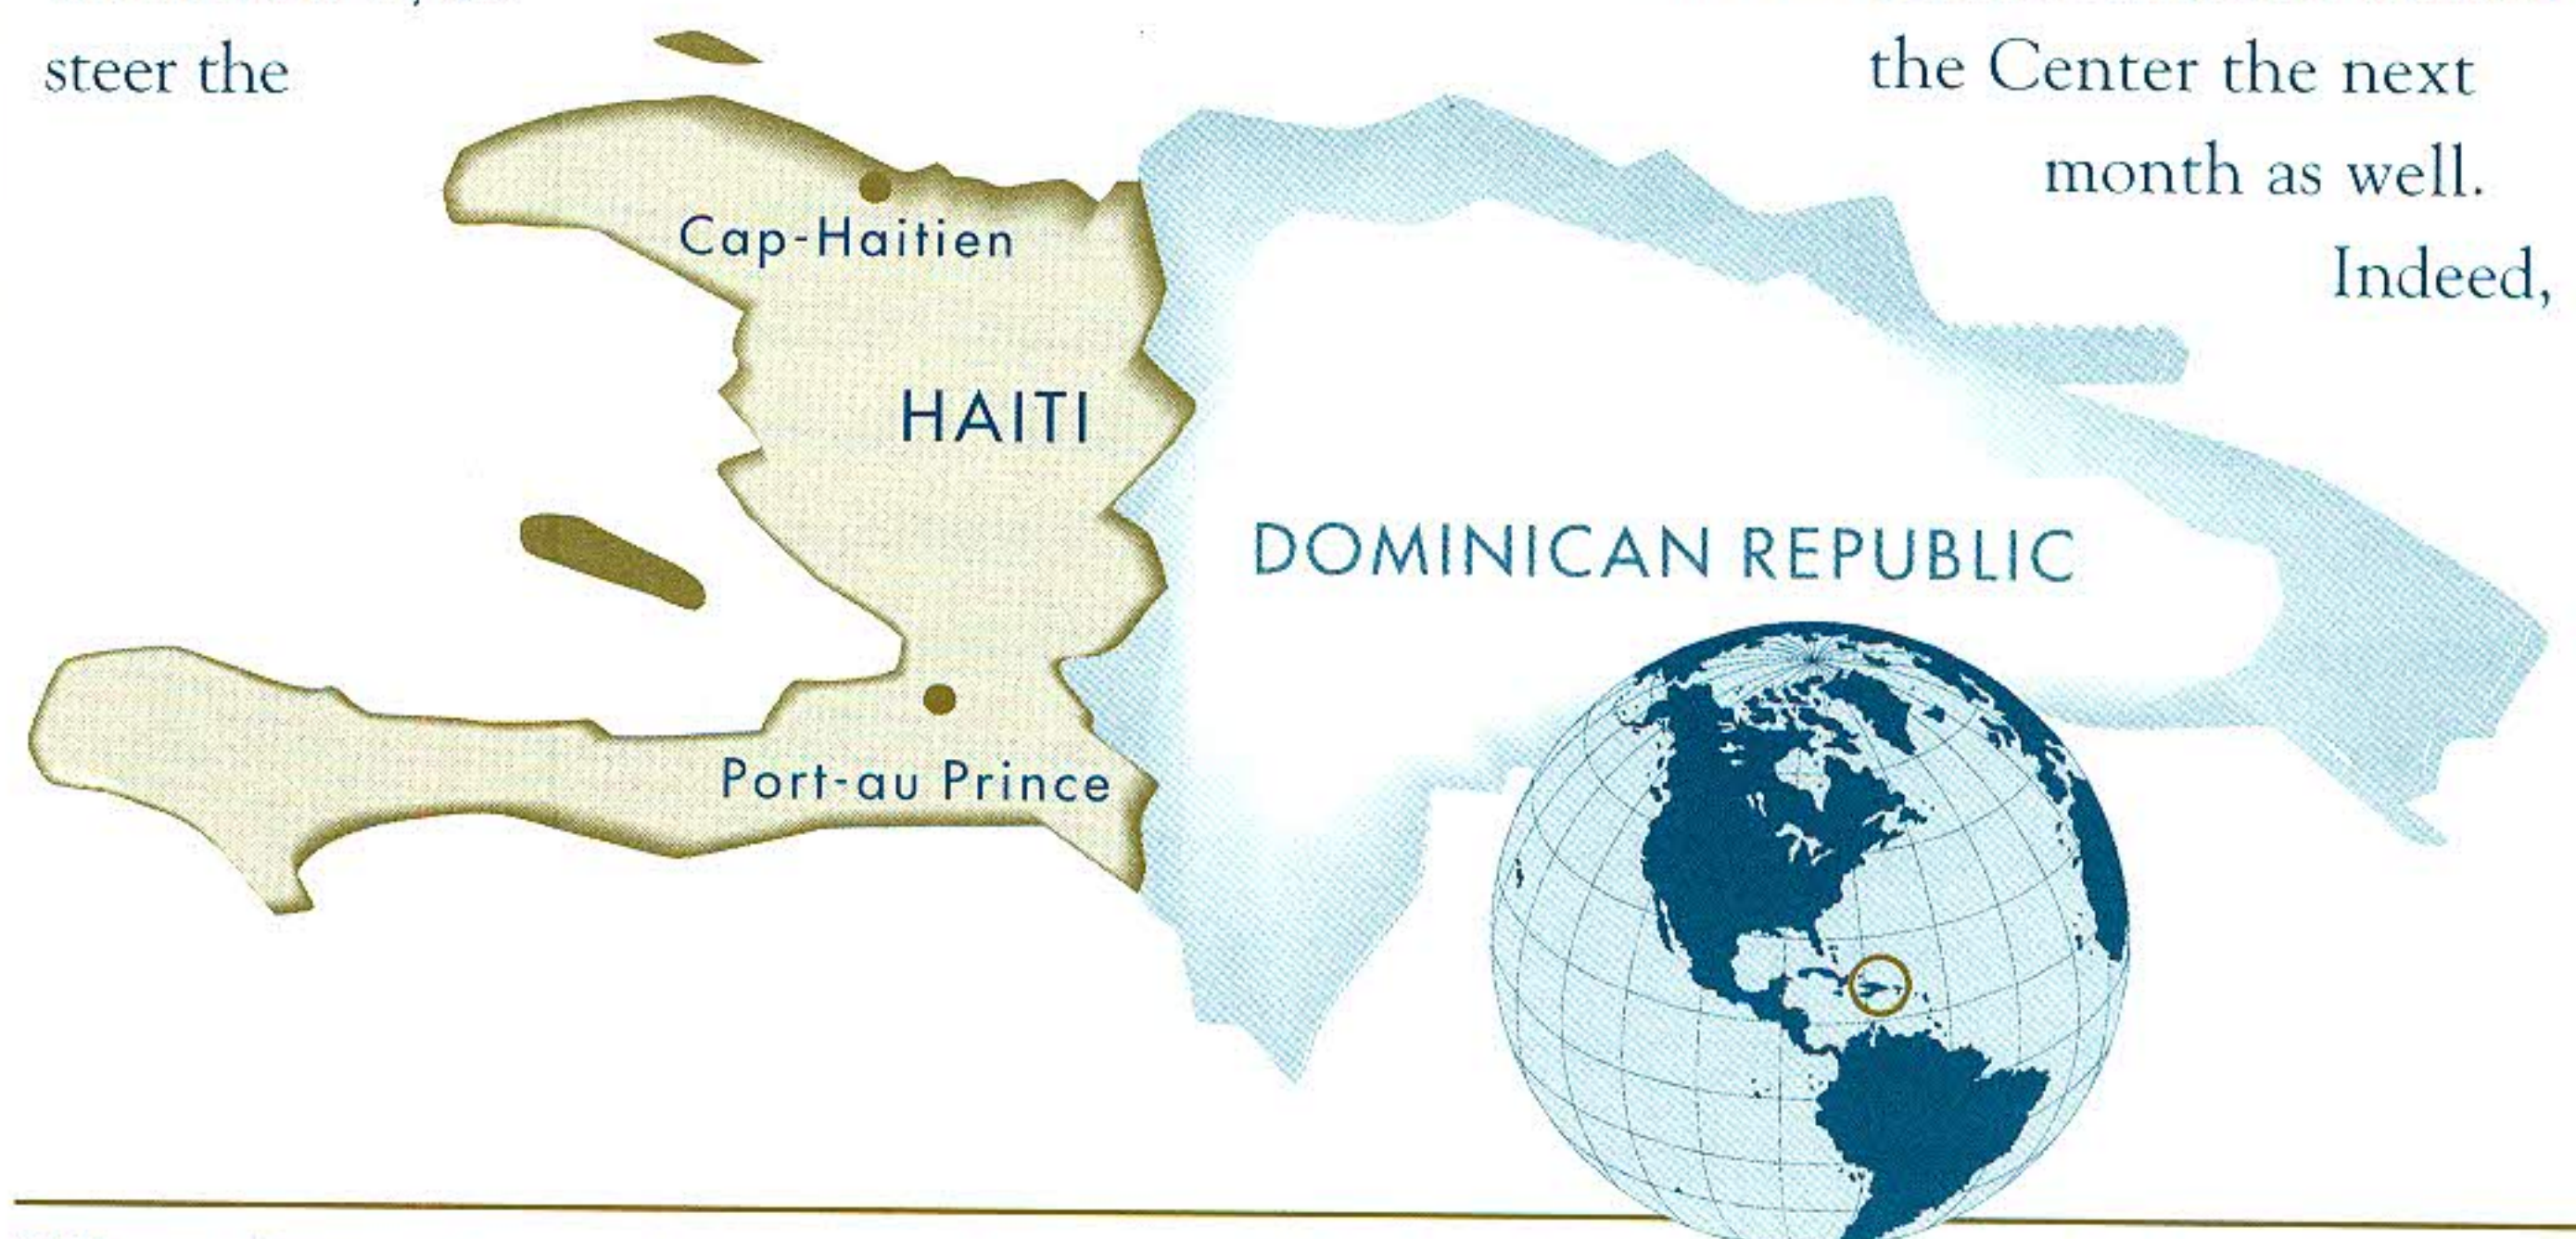 steer the
the Center the next
month as well.
Indeed,
Cap-Haitien
HAITI
DOMINICAN REPUBLIC
Port-au Prince